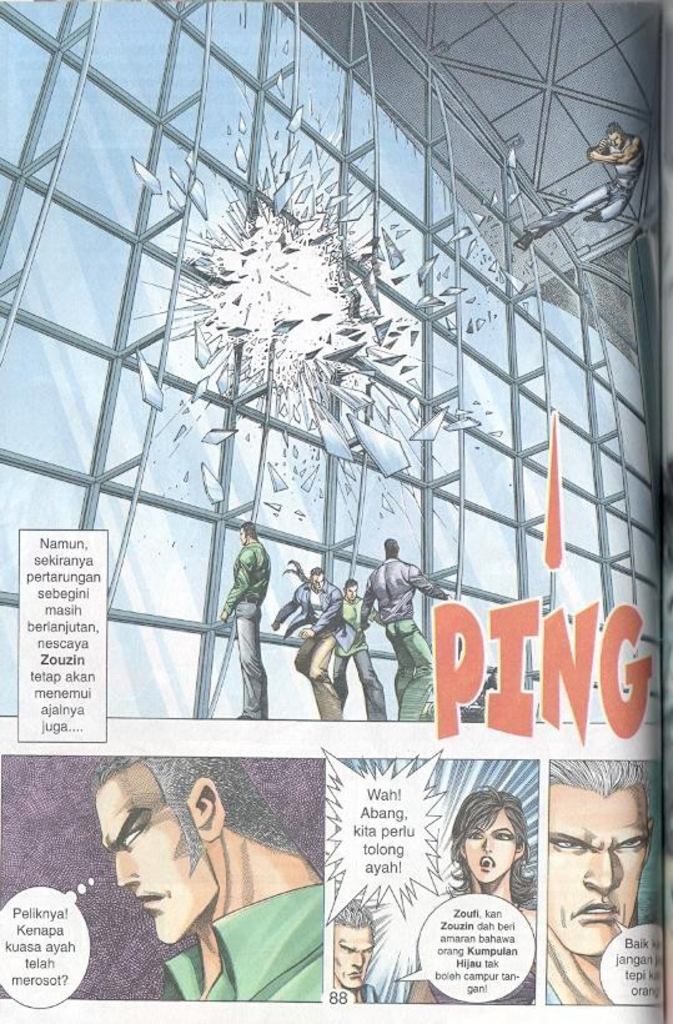 Namun,
sekiranya
pertarungan
sebegini
masih
berlanjutan,
nescaya
Zouzin
tetap akan
menemui
ajalnya
juga....
PING
Peliknya!
Kenapa
kuasa ayah
telah
merosot?
Wah!
Abang,
kita perlu
tolong
ayah!
Zoufi, kan
Zouzin dah beri
amaran bahawa
orang Kumpulan
Hijau tak
boleh campur tan-
gan!
Baik
jangan
tepi
orang
88